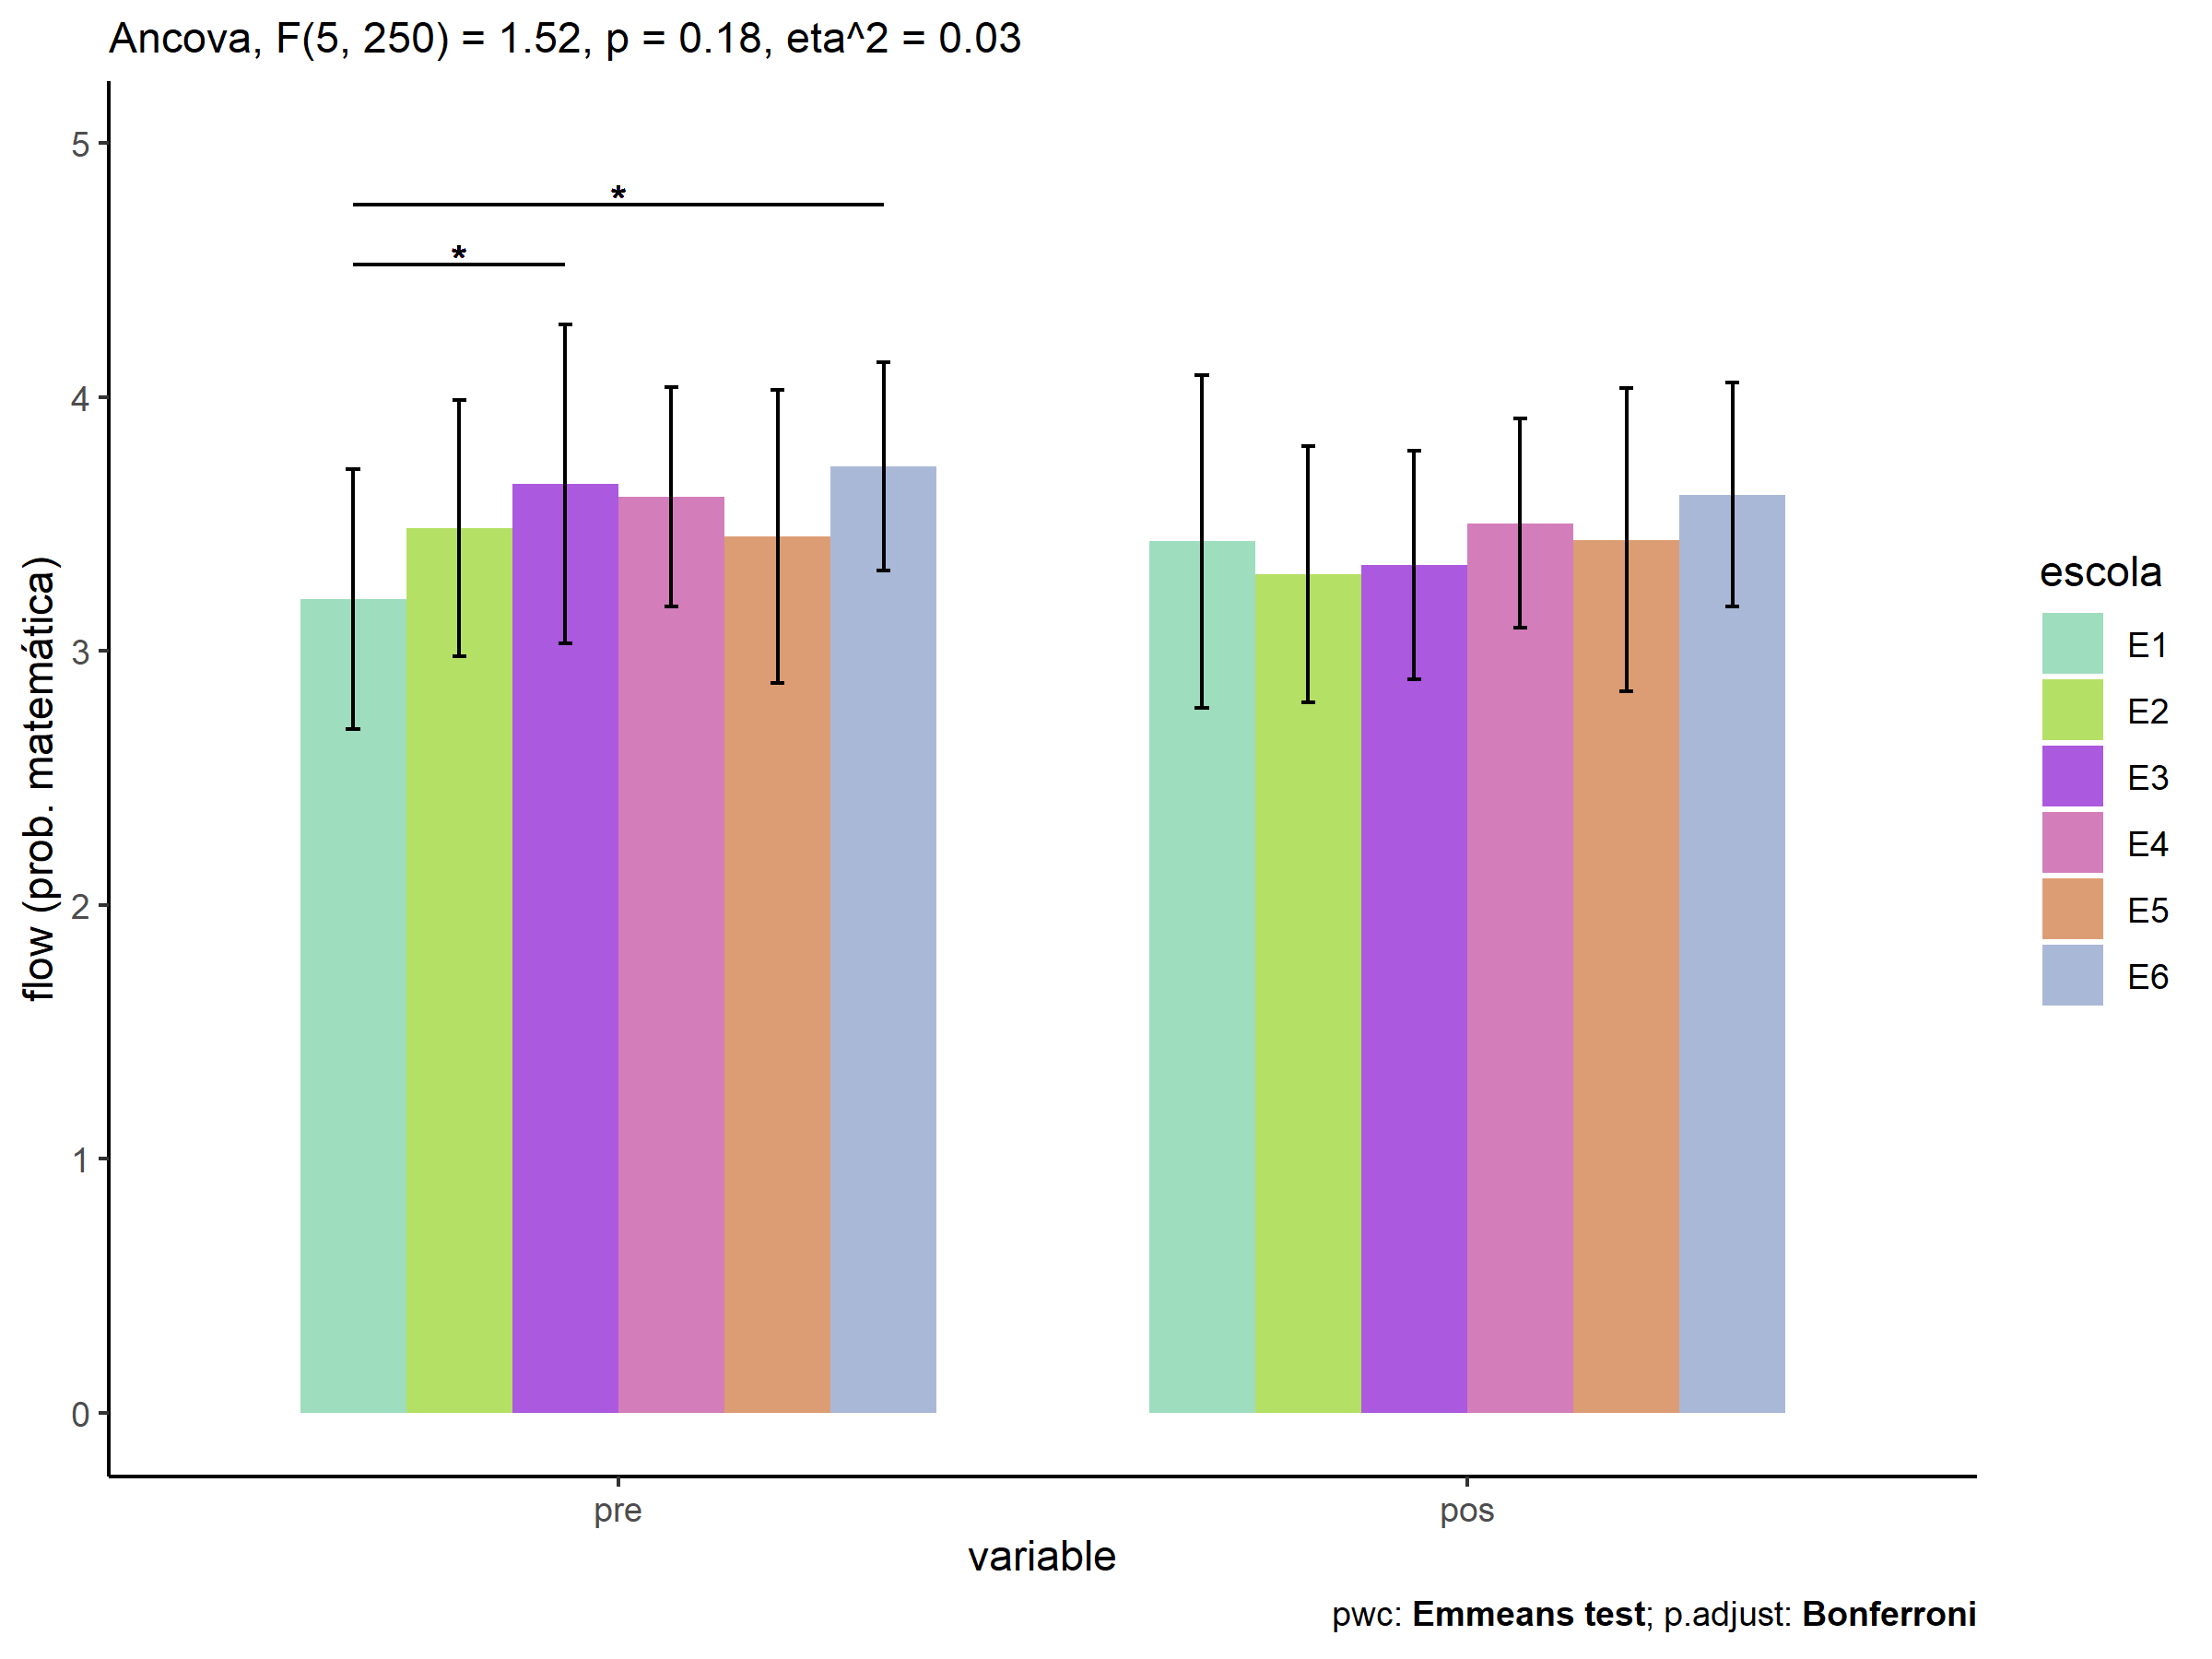 Ancova, F(5, 250) = 1.52, p = 0.18, eta^2 = 0.03
flow (prob. matemática)
5
4
3
2
1
0
*
*
pre
pos
variable
escola
E1
E2
E3
E4
E5
E6
pwc: Emmeans test; p.adjust: Bonferroni